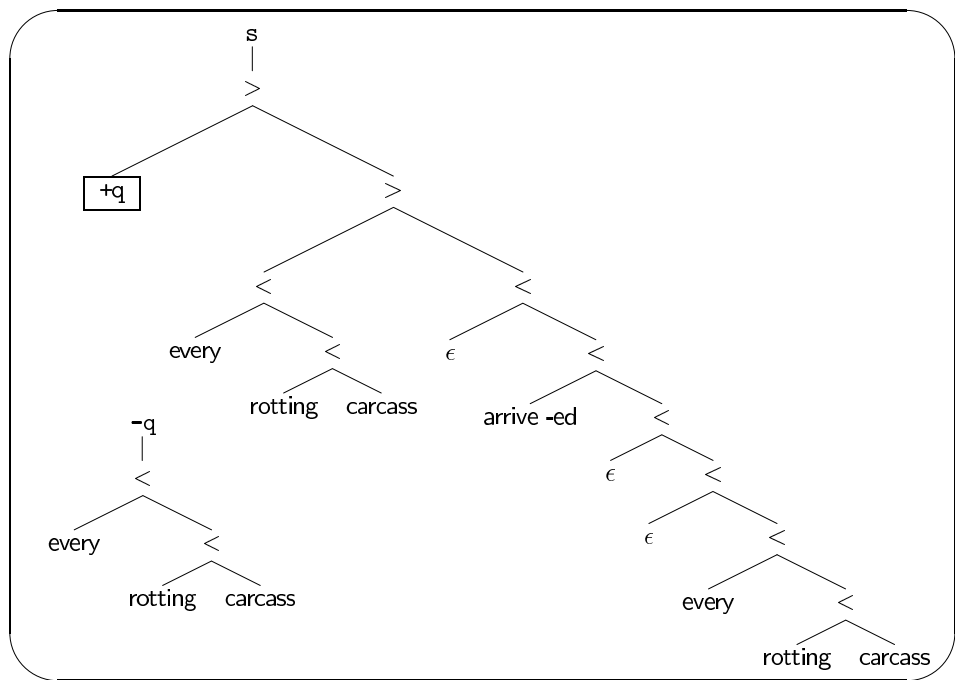 s
>
+q >
< <
every < ϵ <
rotting carcass arrive -ed <
-q ϵ <
< ϵ <
every < every <
rotting carcass rotting carcass